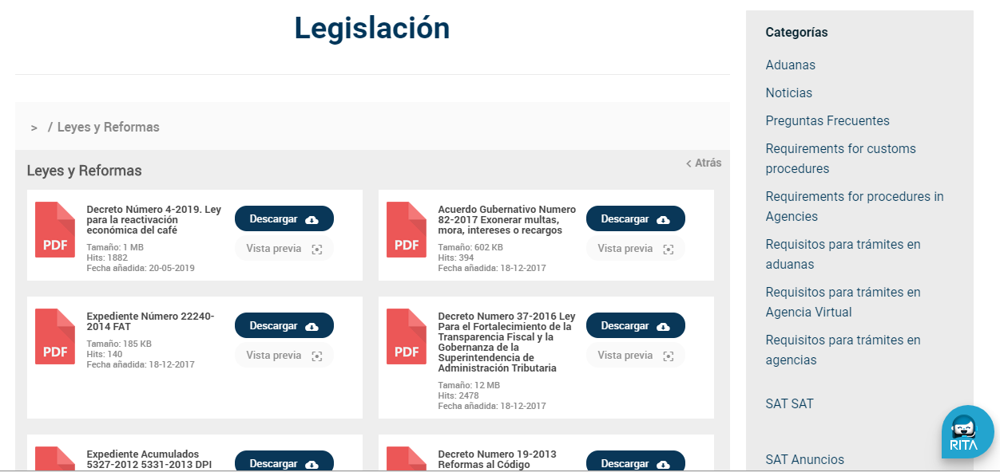 Legislación
> / Leyes y Reformas
Leyes y Reformas
< Atrás
PDF
Decreto Número 4-2019. Ley
para la reactivación
económica del café
Tamaño: 1 MB
Hits: 1882
Fecha añadida: 20-05-2019
Descargar
Vista previa
PDF
Acuerdo Gubernativo Numero
82-2017 Exonerar multas,
mora, intereses o recargos
Tamaño: 602 KB
Hits: 394
Fecha añadida: 18-12-2017
Descargar
Vista previa
PDF
Expediente Número 22240-
2014 FAT
Tamaño: 185 KB
Hits: 140
Fecha añadida: 18-12-2017
Descargar
Vista previa
PDF
Decreto Numero 37-2016 Ley
Para el Fortalecimiento de la
Transparencia Fiscal y la
Gobernanza de la
Superintendencia de
Administración Tributaria
Tamaño: 12 MB
Hits: 2478
Fecha añadida: 18-12-2017
Descargar
Vista previa
Expediente Acumulados
5327-2012 5331-2013 DPI
Descargar
Decreto Numero 19-2013
Reformas al Código
Descargar
Categorías
Aduanas
Noticias
Preguntas Frecuentes
Requirements for customs
procedures
Requirements for procedures in
Agencies
Requisitos para trámites en
aduanas
Requisitos para trámites en
Agencia Virtual
Requisitos para trámites en
agencias
SAT SAT
SAT Anuncios
RITA